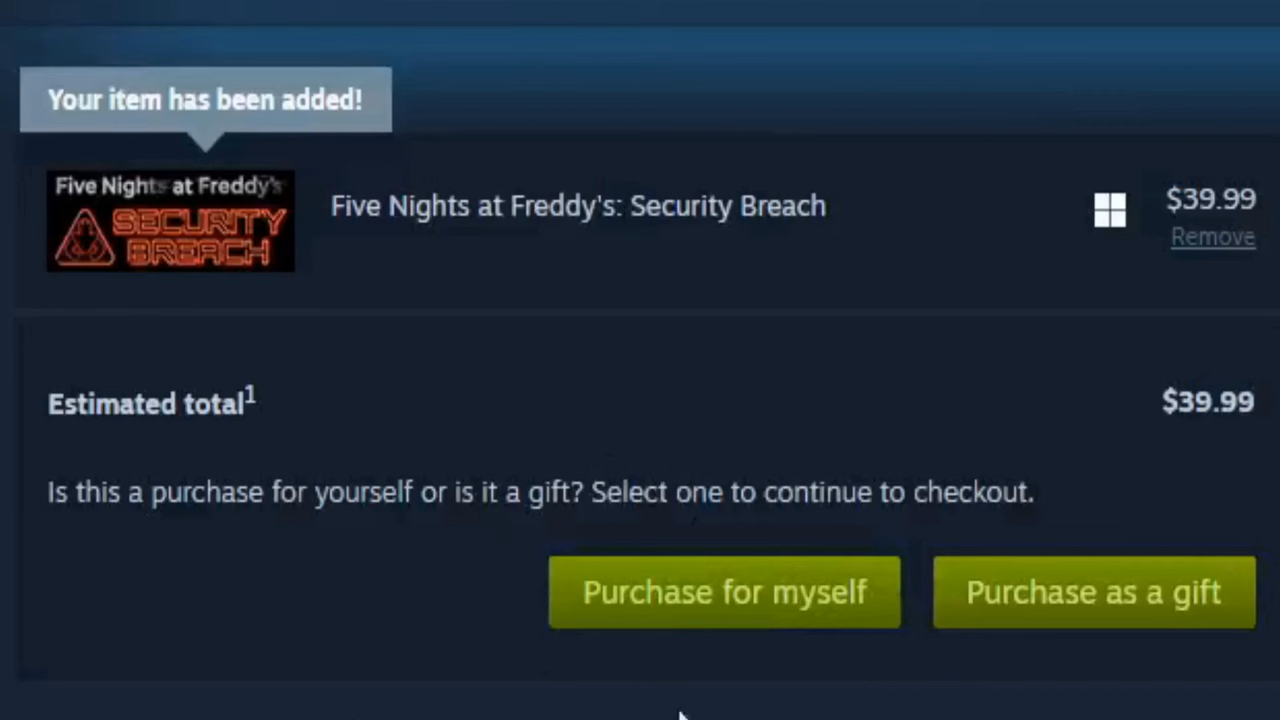 Your item has been added!
Five Nights at Freddy's
SECURITY
BREACH
Five Nights at Freddy's: Security Breach
$39.99
Remove
Estimated total¹
$39.99
Is this a purchase for yourself or is it a gift? Select one to continue to checkout.
Purchase for myself
Purchase as a gift